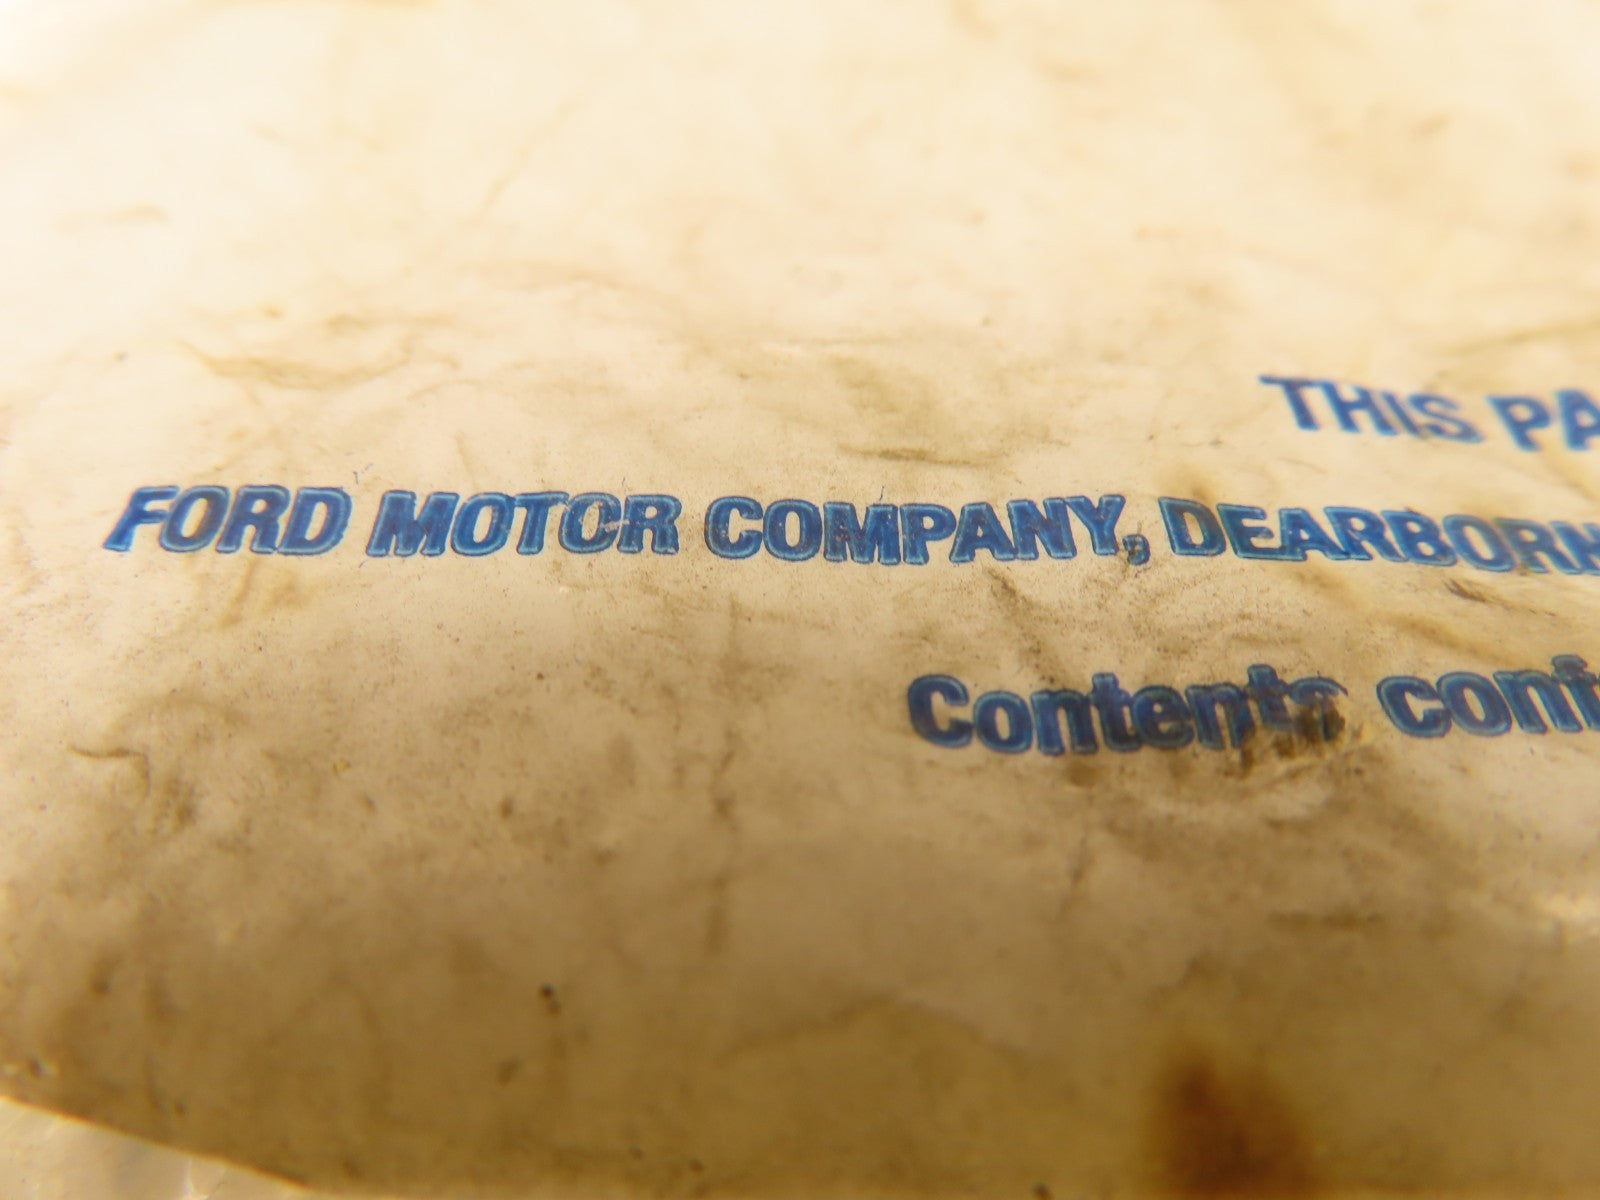 THIS PA
FORD MOTOR COMPANY, DEARBORN
Contents conf